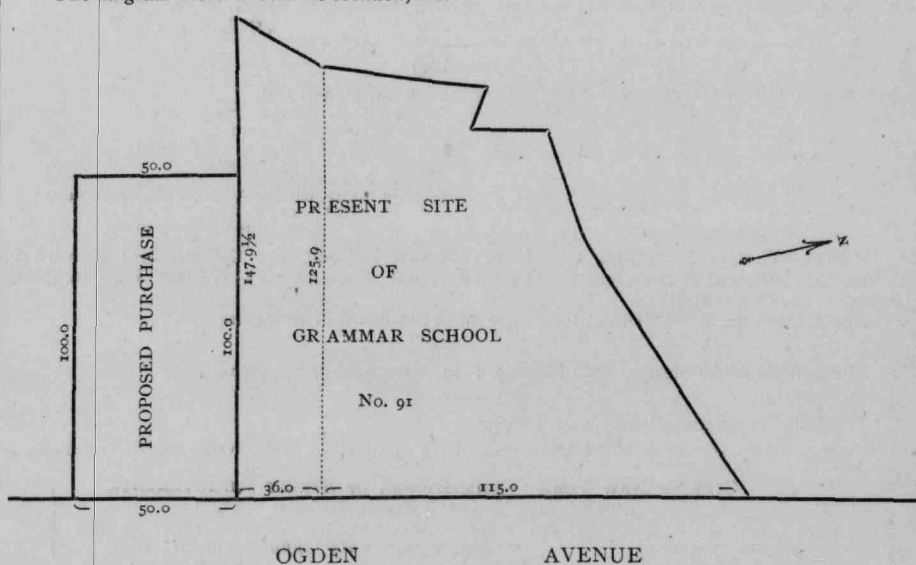 50.0
PRESENT SITE
147.9½
125.9
PROPOSED PURCHASE
OF
Z
100.0
100.0
GRAMMAR SCHOOL
No. 91
36.0
115.0
50.0
OGDEN AVENUE